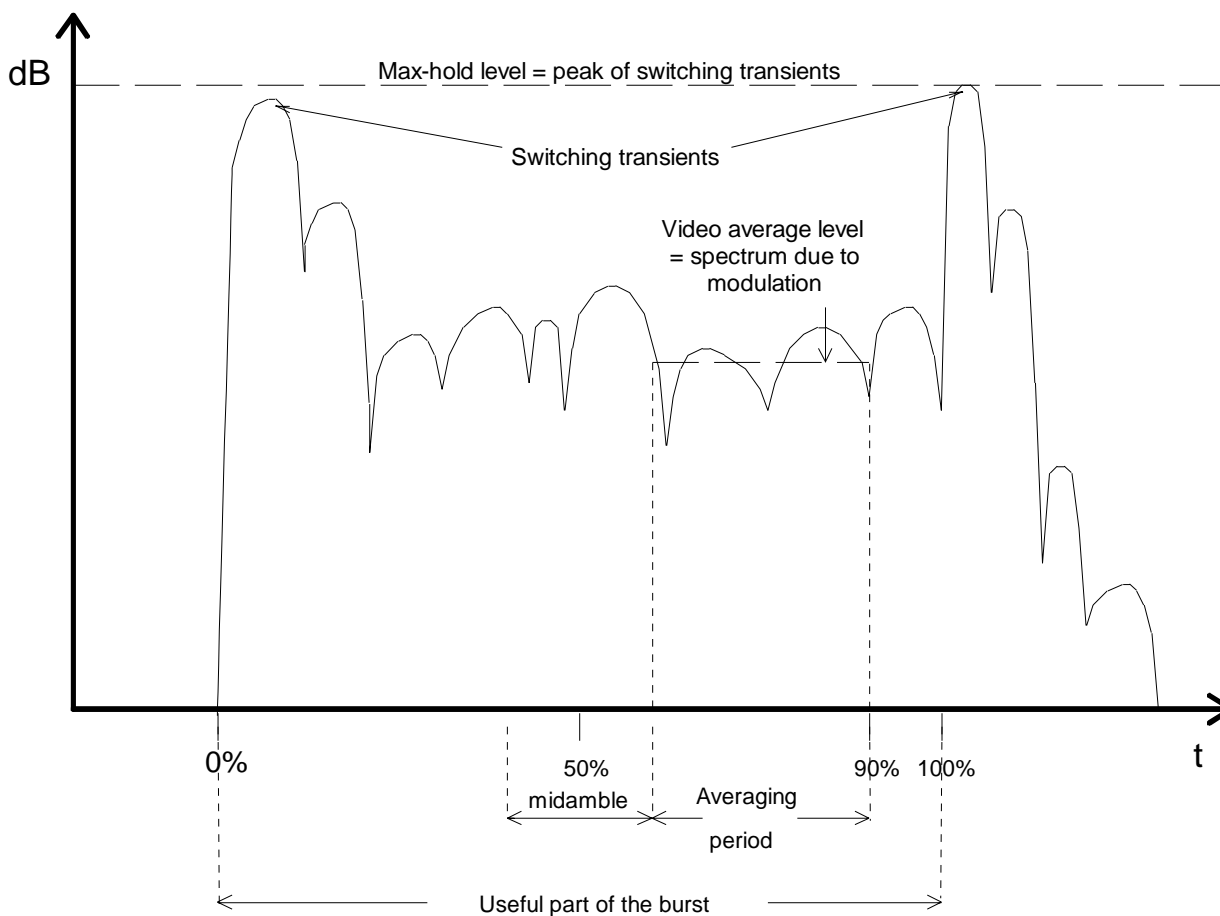 dB
Max-hold level = peak of switching transients
Switching transients
Video average level
= spectrum due to
modulation
0%
50%
90%
100%
t
midamble
Averaging
period
Useful part of the burst